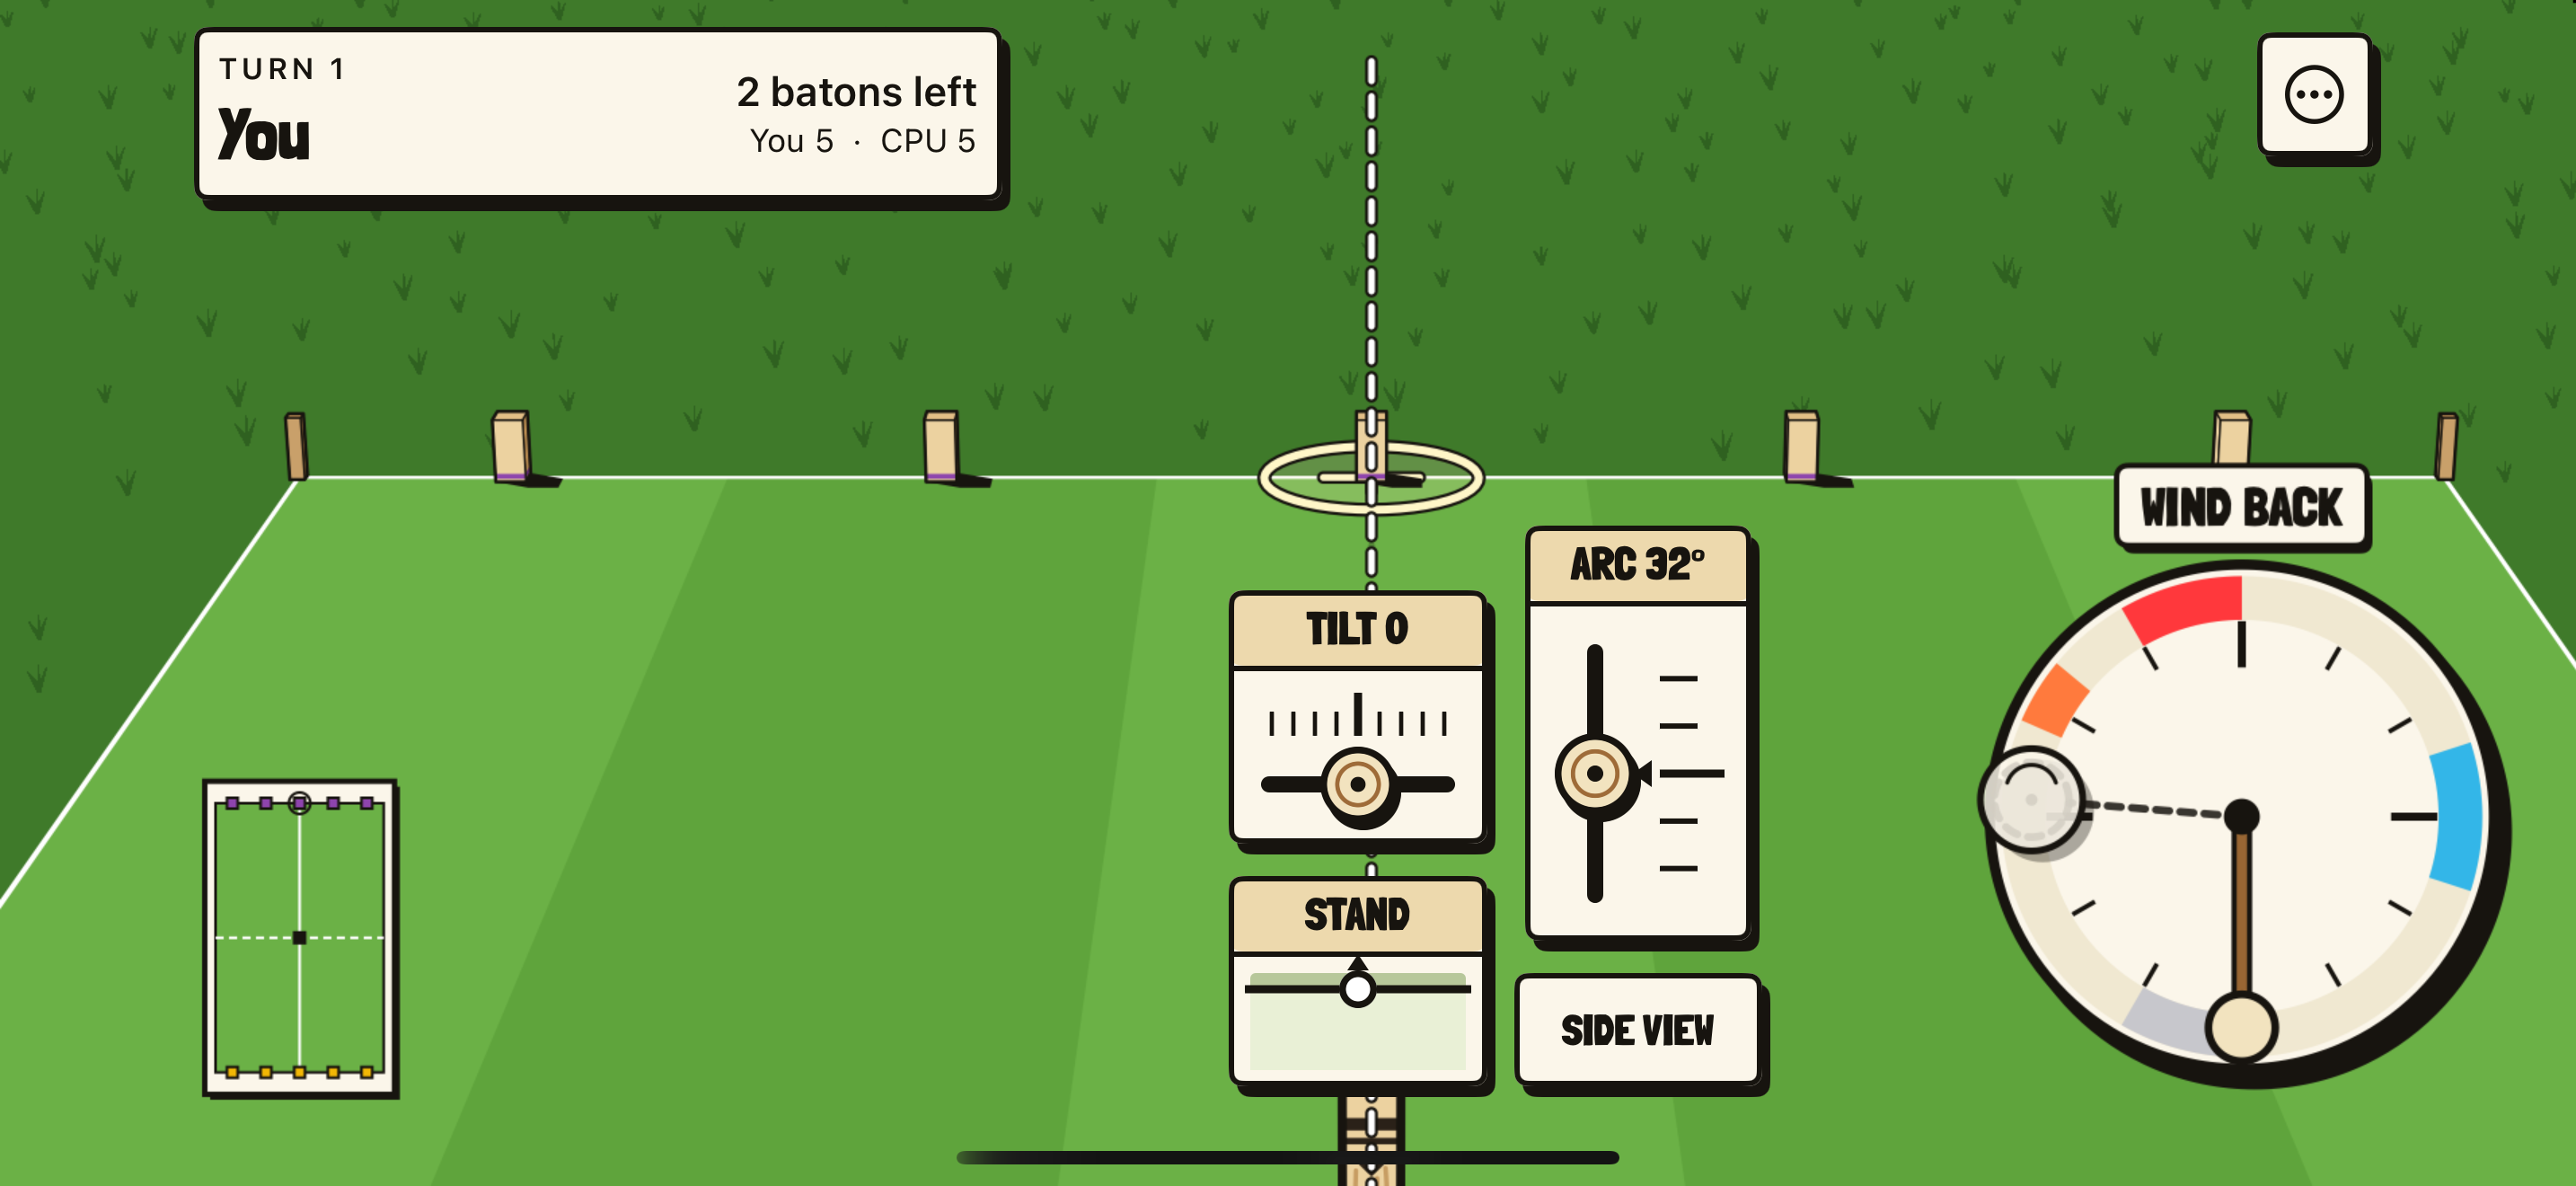 TURN 1
You
2 batons left
You 5 · CPU 5
WIND BACK
ARC 32°
TILT 0
STAND
SIDE VIEW